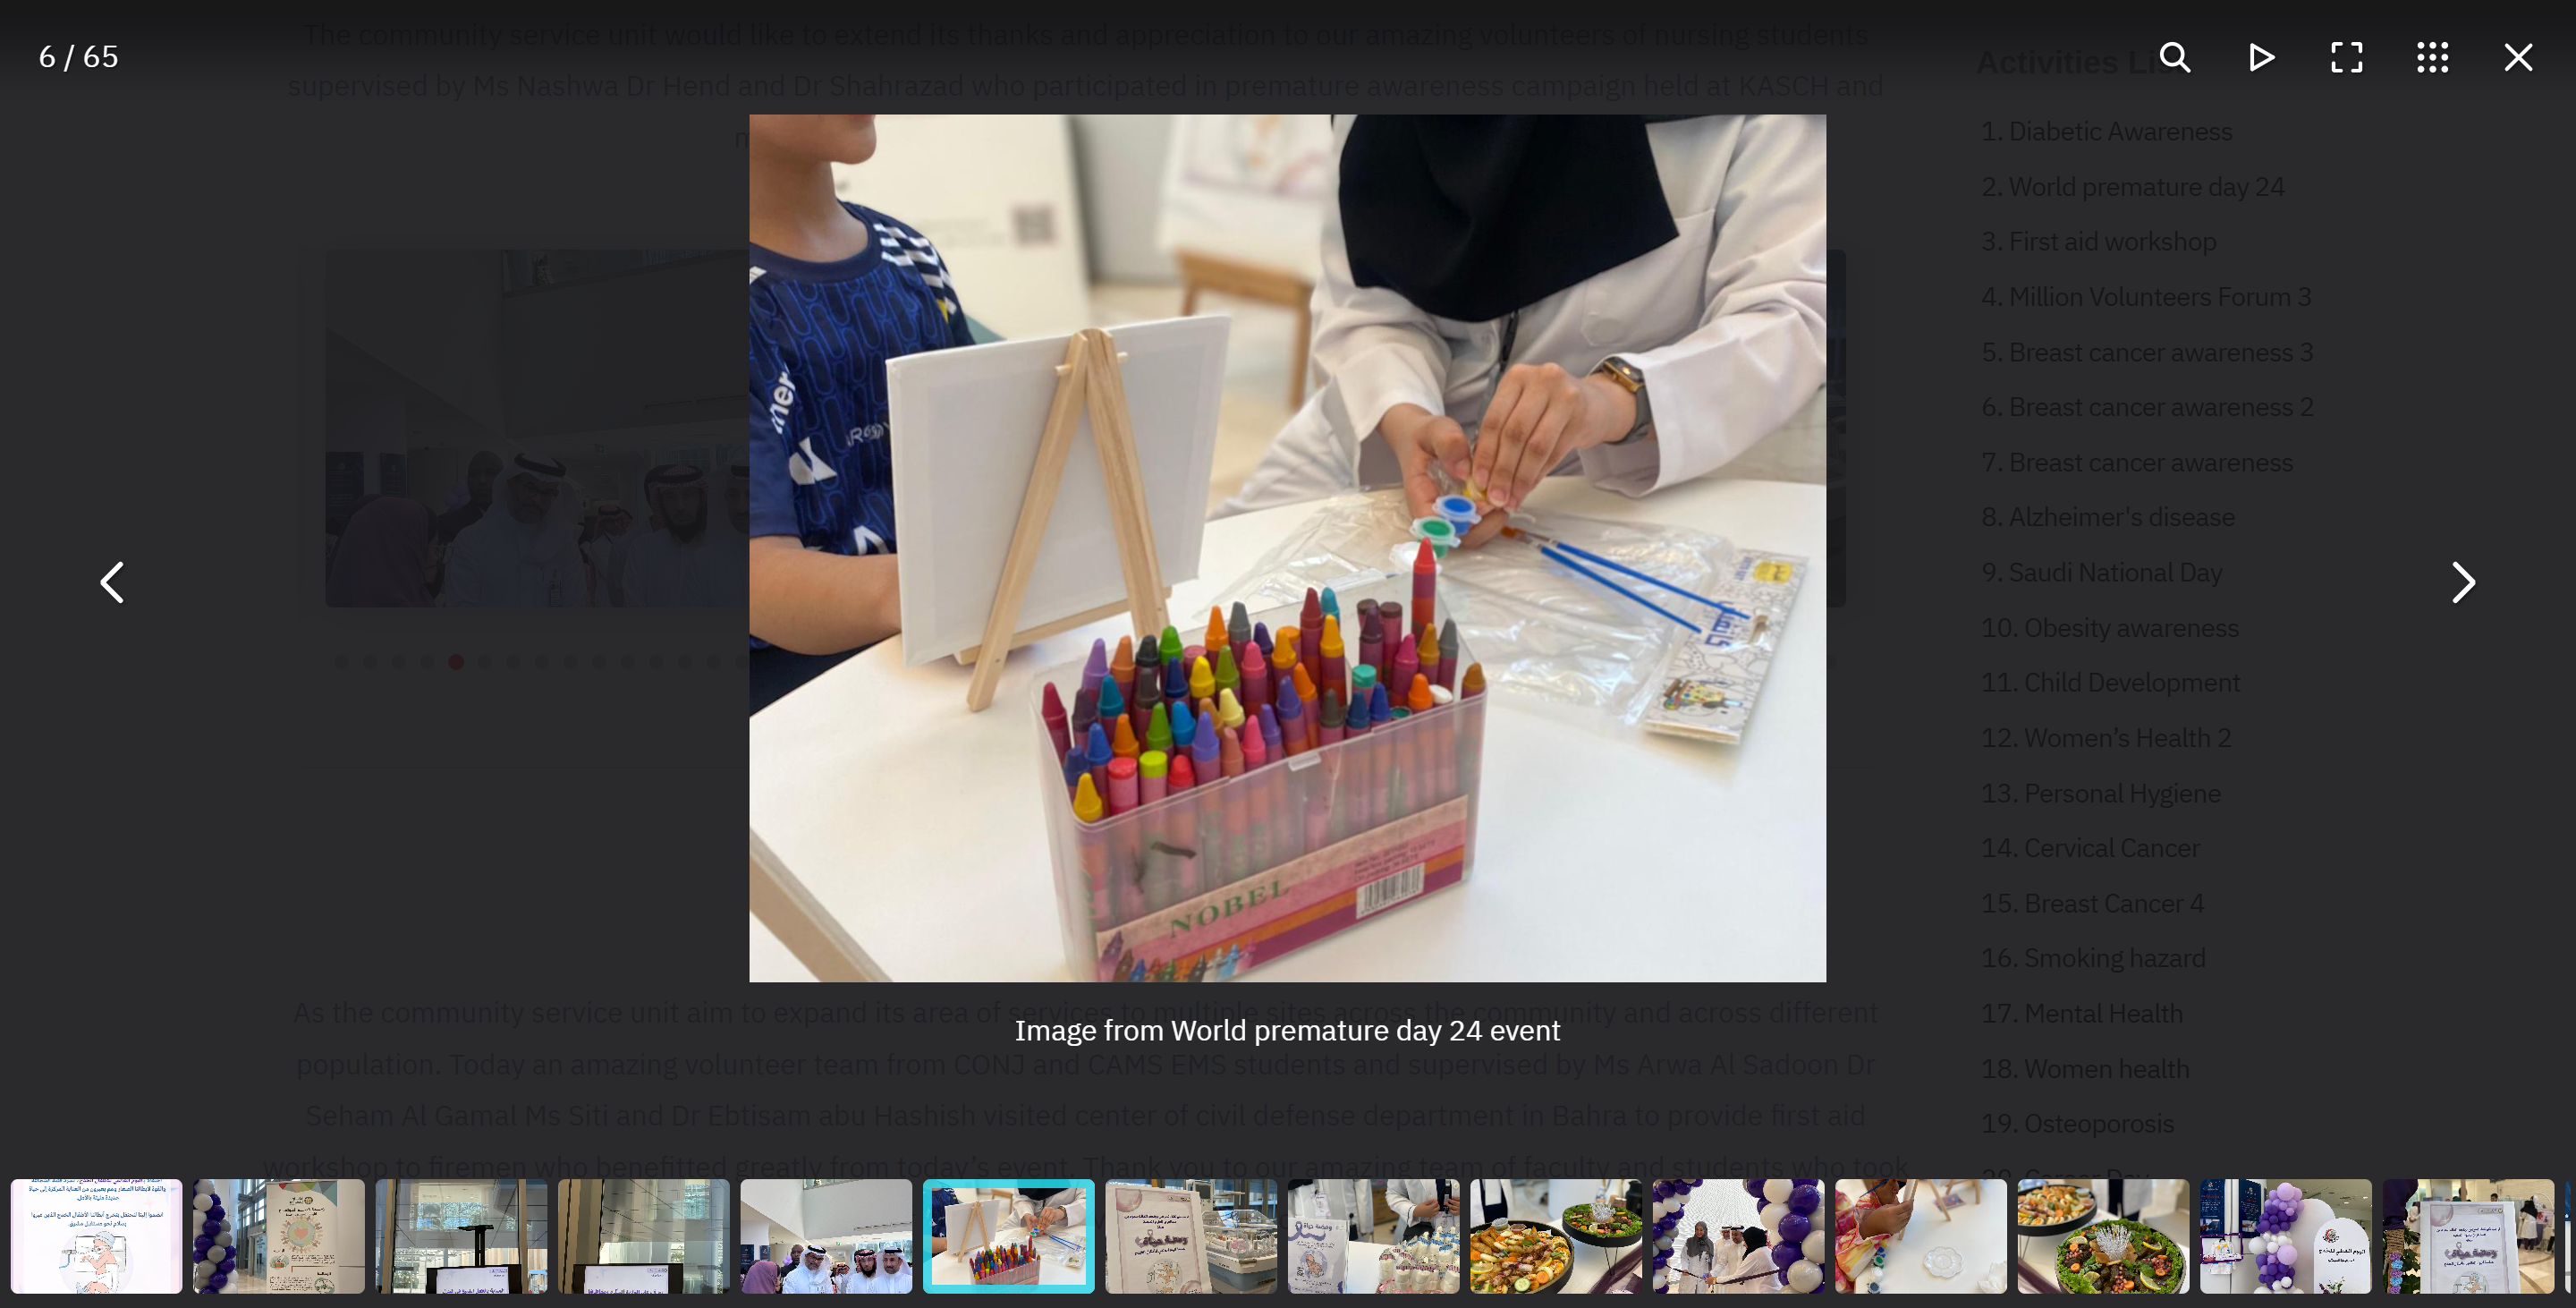 6 / 65
The community service unit would like to extend its thanks and appreciation to our amazing volunteers of nursing students
supervised by Ms Nashwa Dr Hend and Dr Shahrazad who participated in premature awareness campaign held at KASCH and
Activities List
1. Diabetic Awareness
2. World premature day 24
3. First aid workshop
4. Million Volunteers Forum 3
5. Breast cancer awareness 3
6. Breast cancer awareness 2
7. Breast cancer awareness
8. Alzheimer's disease
9. Saudi National Day
10. Obesity awareness
11. Child Development
12. Women’s Health 2
13. Personal Hygiene
14. Cervical Cancer
15. Breast Cancer 4
16. Smoking hazard
17. Mental Health
18. Women health
19. Osteoporosis
NOBEL
Image from World premature day 24 event
As the community service unit aim to expand its area of services to multiple sites across the community and across different
population. Today an amazing volunteer team from CONJ and CAMS EMS students and supervised by Ms Arwa Al Sadoon Dr
Seham Al Gamal Ms Siti and Dr Ebtisam abu Hashish visited center of civil defense department in Bahra to provide first aid
workshop to firemen who benefitted greatly from today’s event. Thank you to our amazing team of faculty and students who took